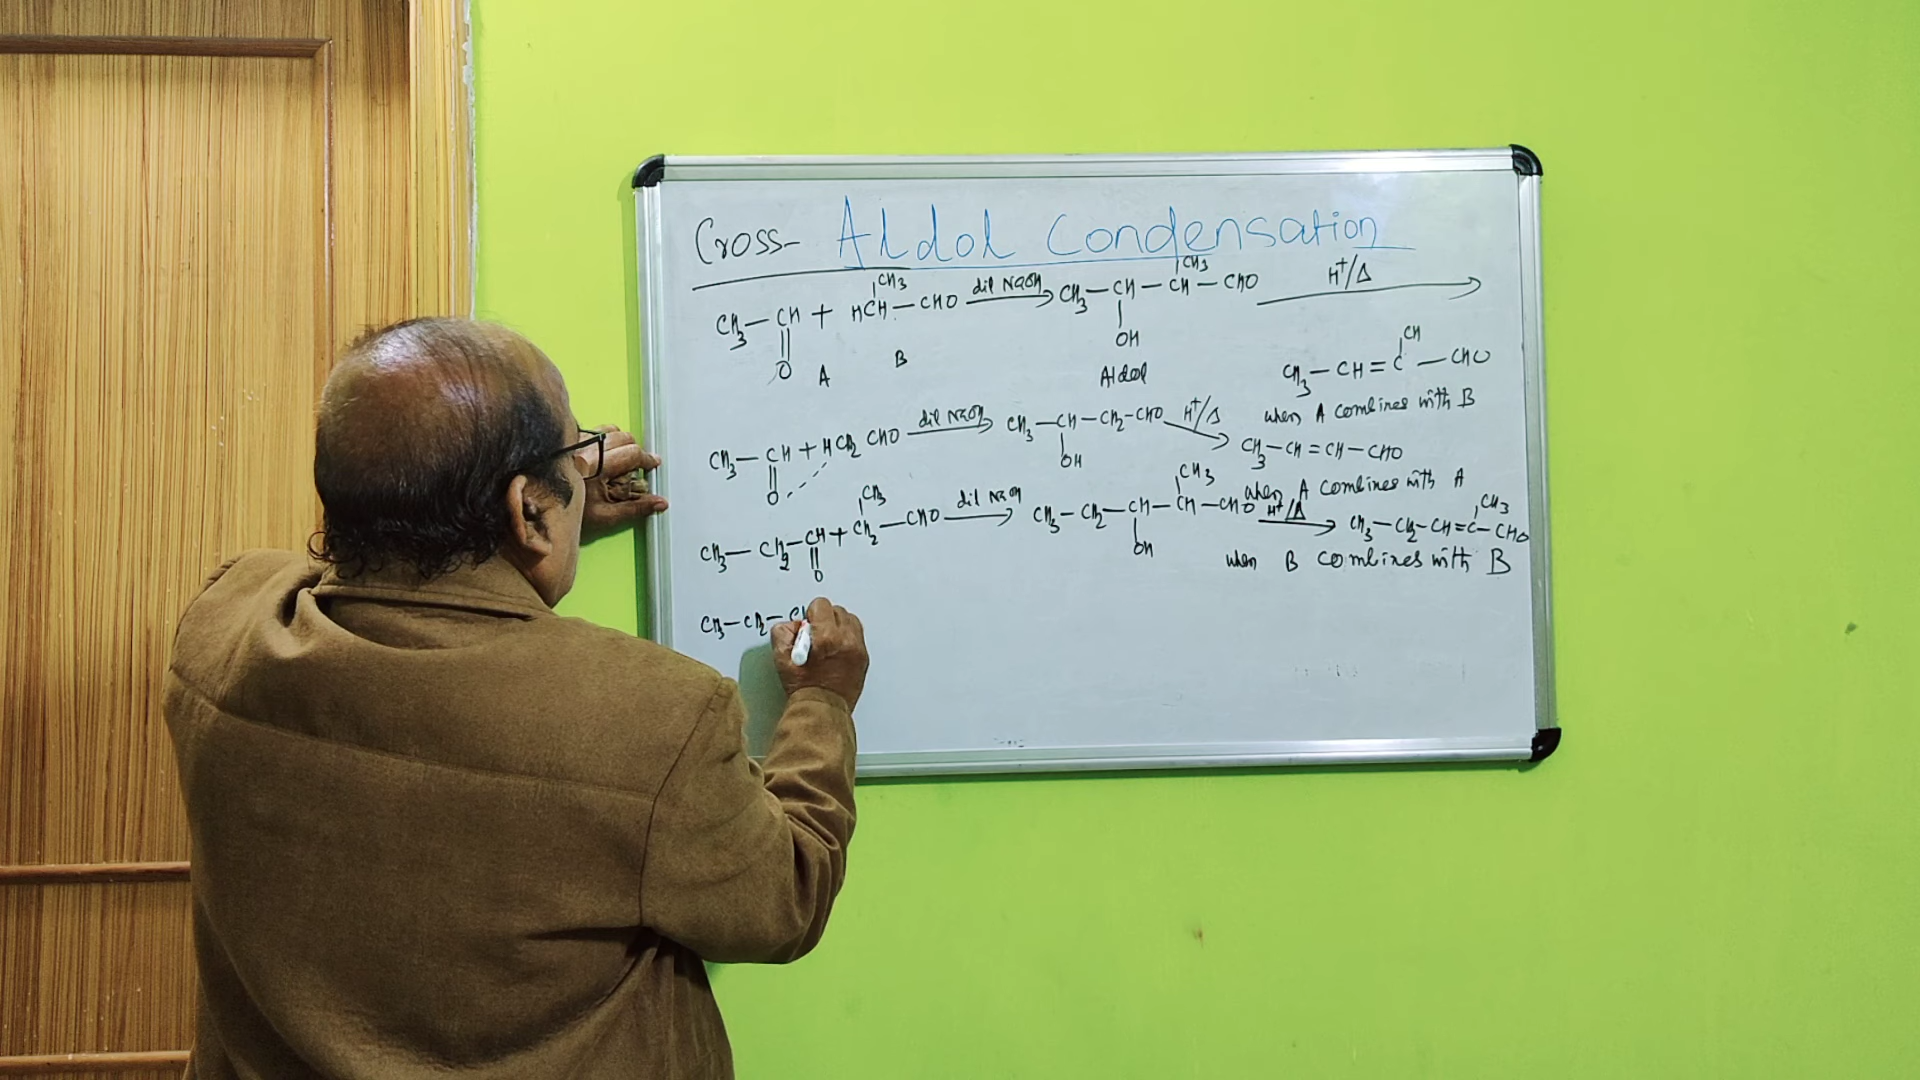 Cross- Aldol Condensation
CH3
CH3
CH3 — CH + HCH — CHO dil NaOH CH3 — CH — CH — CHO H+/Δ
O
OH
A
B
Aldol
CH
CH3 — CH = C — CHO
when A combines with B
CH3 — CH + HCH2 CHO dil NaOH CH3 — CH — CH2 — CHO H+/Δ
O
OH
CH3 — CH = CH — CHO
when A combines with A
CH3
CH3
CH3
CH3 — CH2 — CH + CH2 — CHO dil NaOH CH3 — CH2 — CH — CH — CHO H+/Δ CH3 — CH2 — CH = C — CHO
O
OH
when B combines with B
CH3 — CH2 —